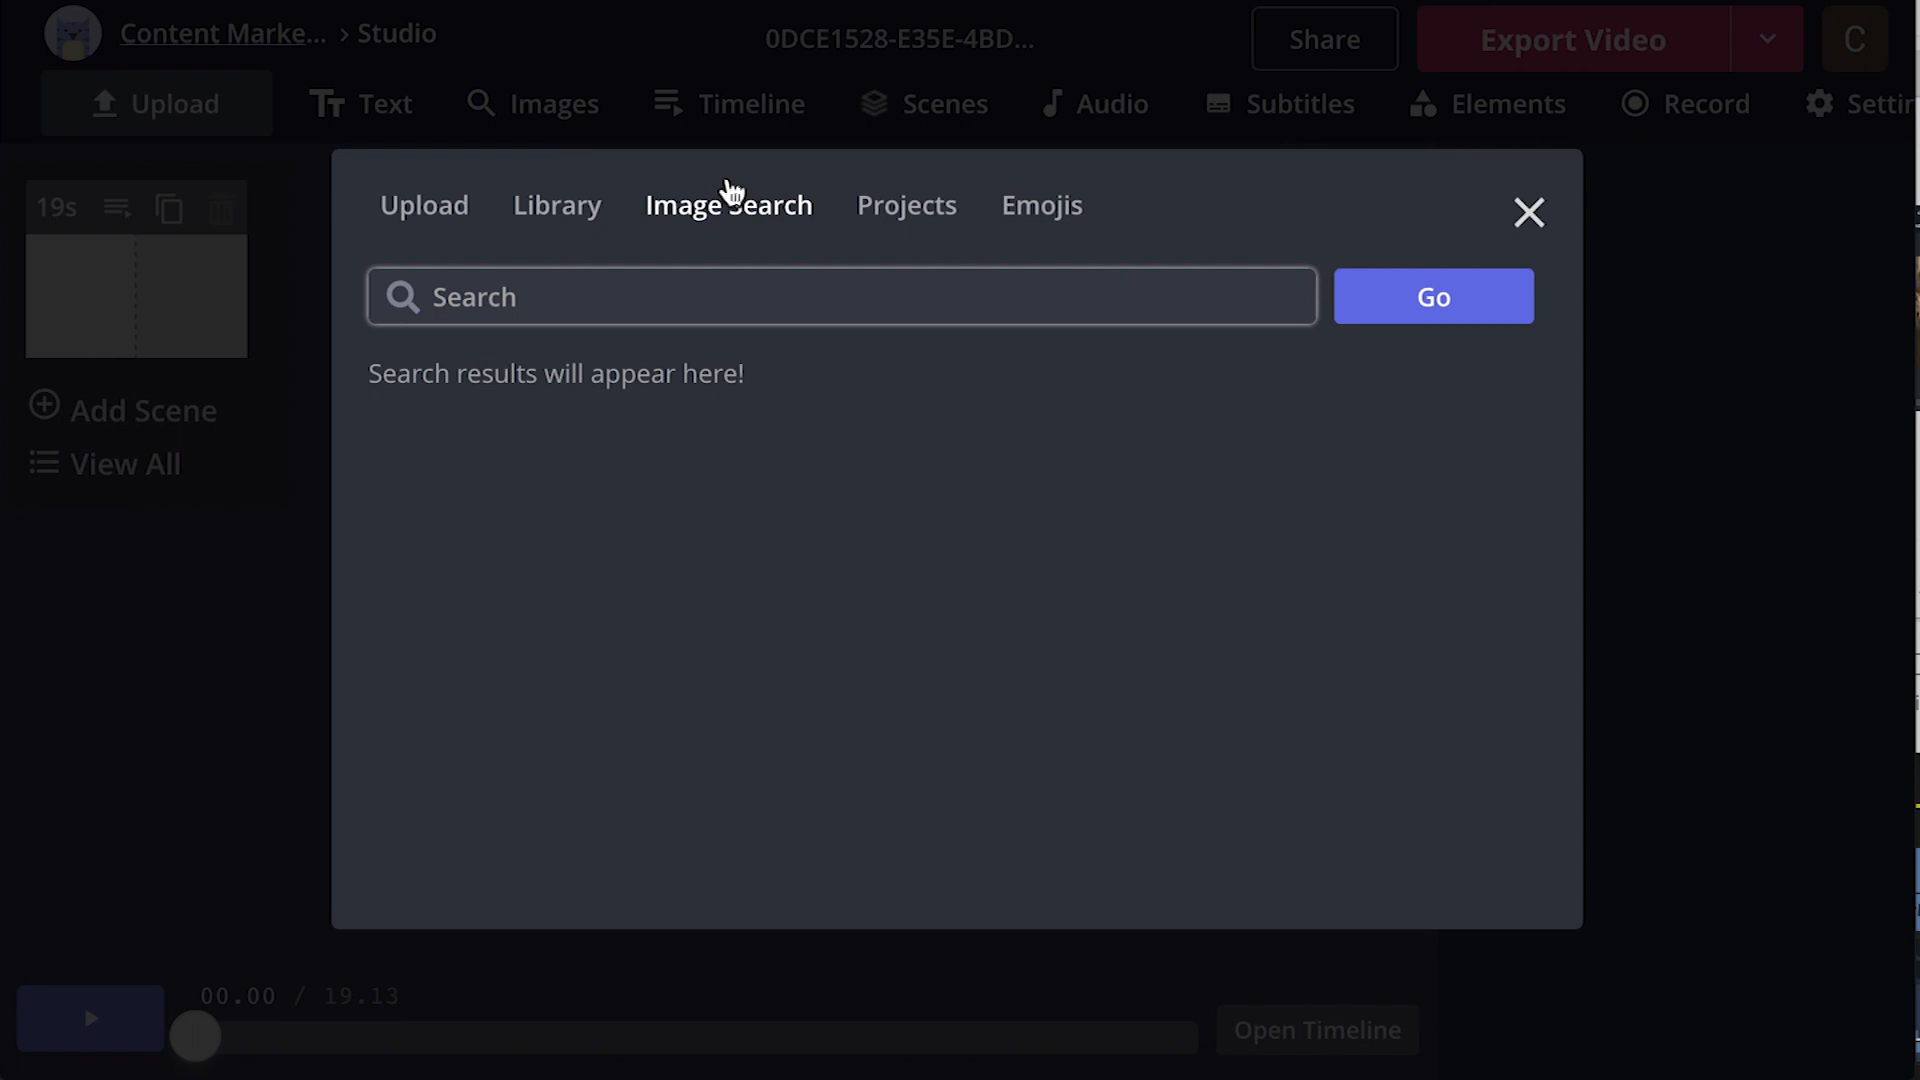 Content Marke... > Studio
0DCE1528-E35E-4BD...
Share
Export Video
C
Upload
Text
Images
Timeline
Scenes
Audio
Subtitles
Elements
Record
Settin
19s
Upload
Library
Image Search
Projects
Emojis
Search
Go
Search results will appear here!
Add Scene
View All
00.00 / 19.13
Open Timeline